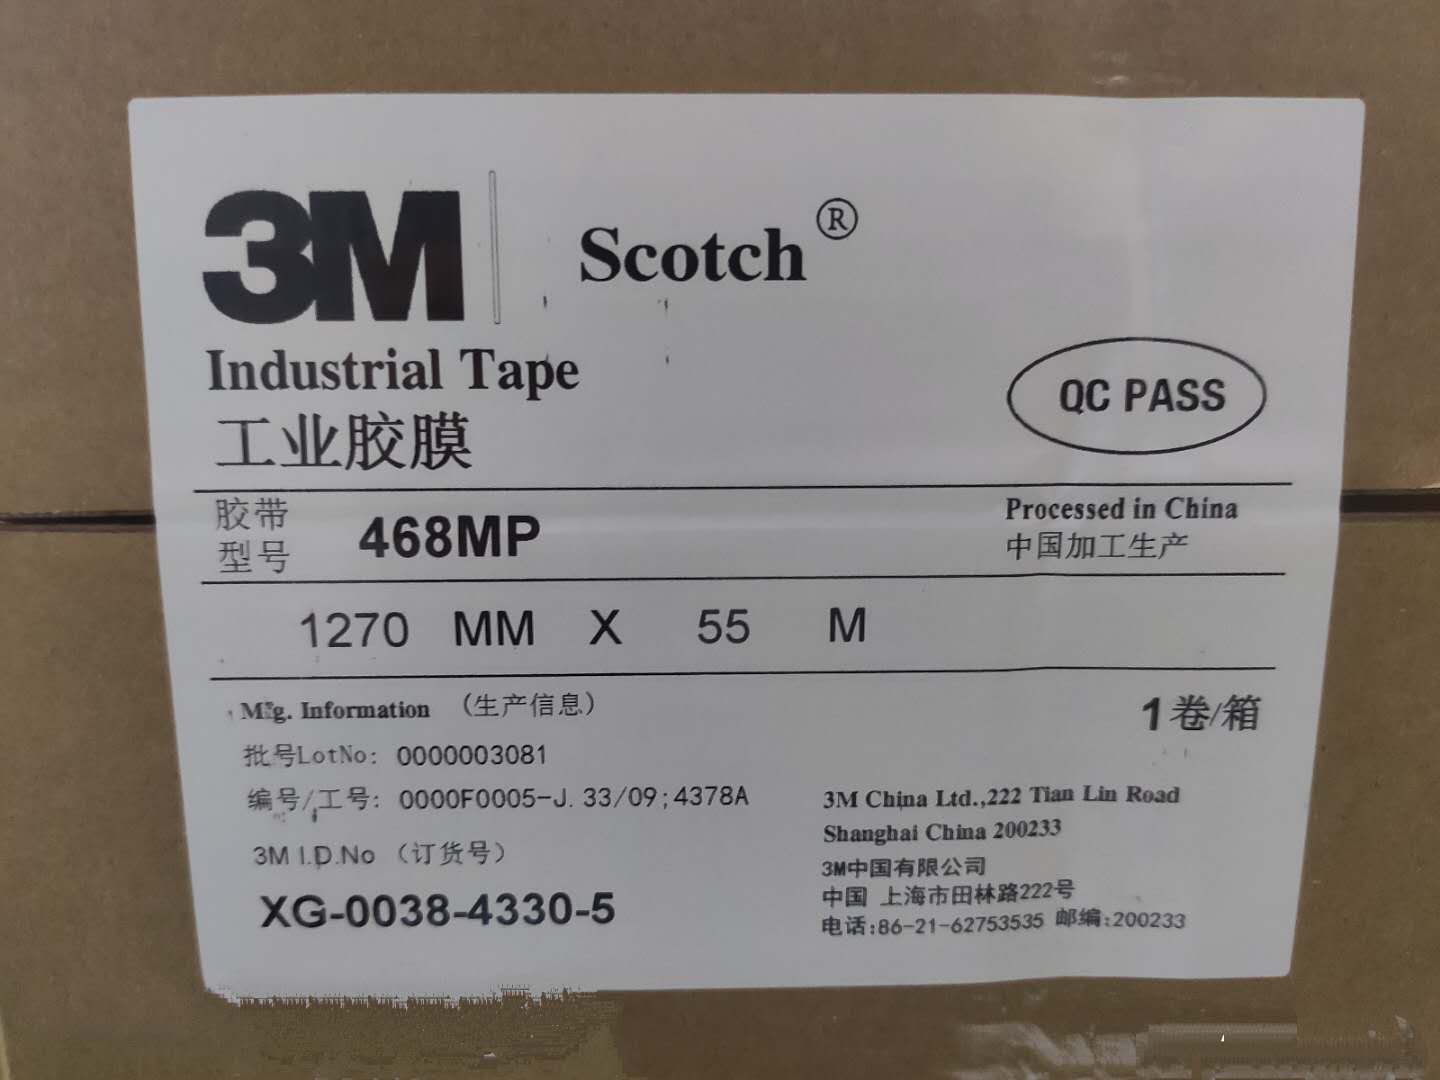 3M Scotch®
Industrial Tape
工业胶膜
QC PASS
胶带
型号
468MP
Processed in China
中国加工生产
1270 MM X 55 M
Mfg. Information (生产信息)
1卷/箱
批号LotNo: 0000003081
编号/工号: 0000F0005-J.33/09;4378A
3M I.D.No (订货号)
XG-0038-4330-5
3M China Ltd.,222 Tian Lin Road
Shanghai China 200233
3M中国有限公司
中国 上海市田林路222号
电话:86-21-62753535 邮编:200233